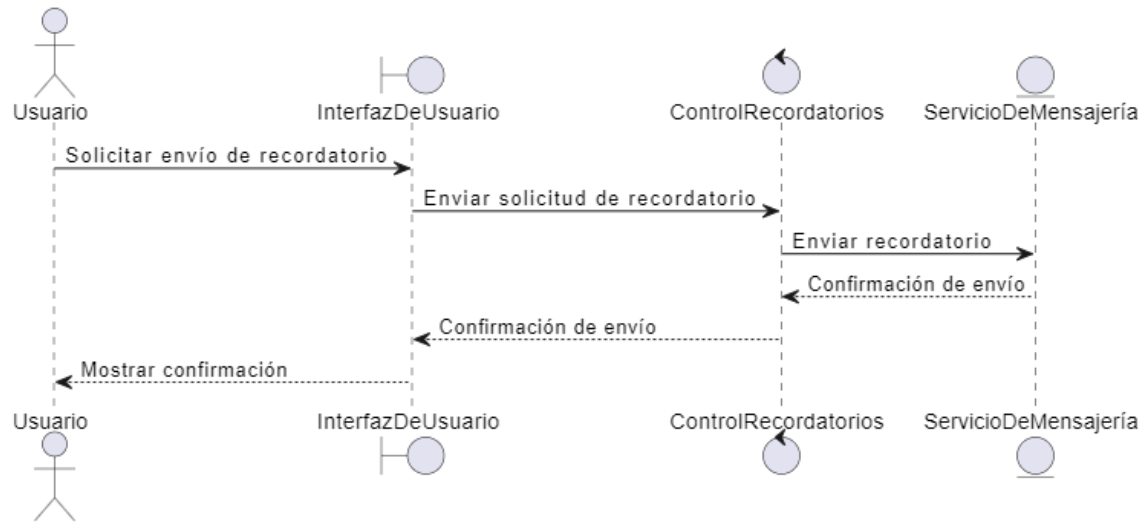 Usuario
InterfazDeUsuario
ControlRecordatorios
ServicioDeMensajería
Solicitar envío de recordatorio
Enviar solicitud de recordatorio
Enviar recordatorio
Confirmación de envío
Confirmación de envío
Mostrar confirmación
Usuario
InterfazDeUsuario
ControlRecordatorios
ServicioDeMensajería